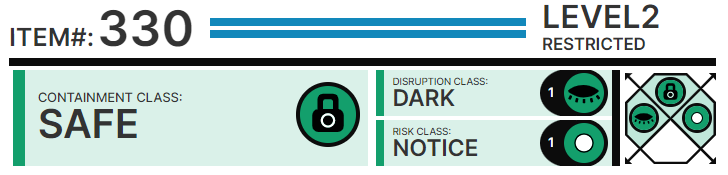 ITEM#: 330
LEVEL2
RESTRICTED
CONTAINMENT CLASS:
SAFE
DISRUPTION CLASS:
DARK
1
RISK CLASS:
NOTICE
1